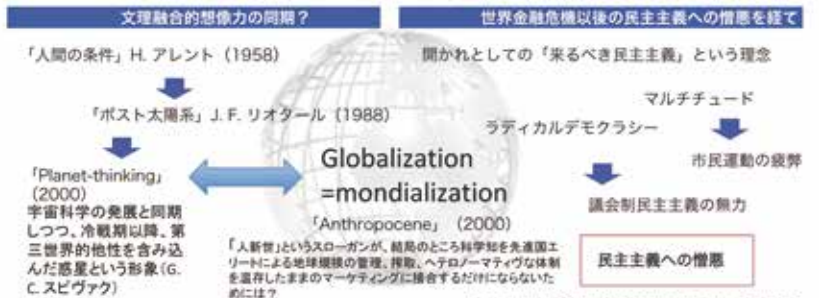 文理融合的想像力の同期？
「人間の条件」H. アレント（1958）
「ポスト太陽系」J. F. リオタール（1988）
「Planet-thinking」
（2000）
宇宙科学の発展と同期
しつつ、冷戦期以降、第
三世界的他性を含み込
んだ惑星という形象（G.
C. スピヴァク）
Globalization
=mondialization
「Anthropocene」（2000）
「人新世」というスローガンが、結局のところ科学知を先進国エ
リートによる地球規模の管理、搾取、ヘテロノーマティヴな体制
を温存したままのマーケティングに接合するだけにならないた
めには？
世界金融危機以後の民主主義への憎悪を経て
開かれとしての「来るべき民主主義」という理念
マルチチュード
ラディカルデモクラシー
市民運動の疲弊
議会制民主主義の無力
民主主義への憎悪